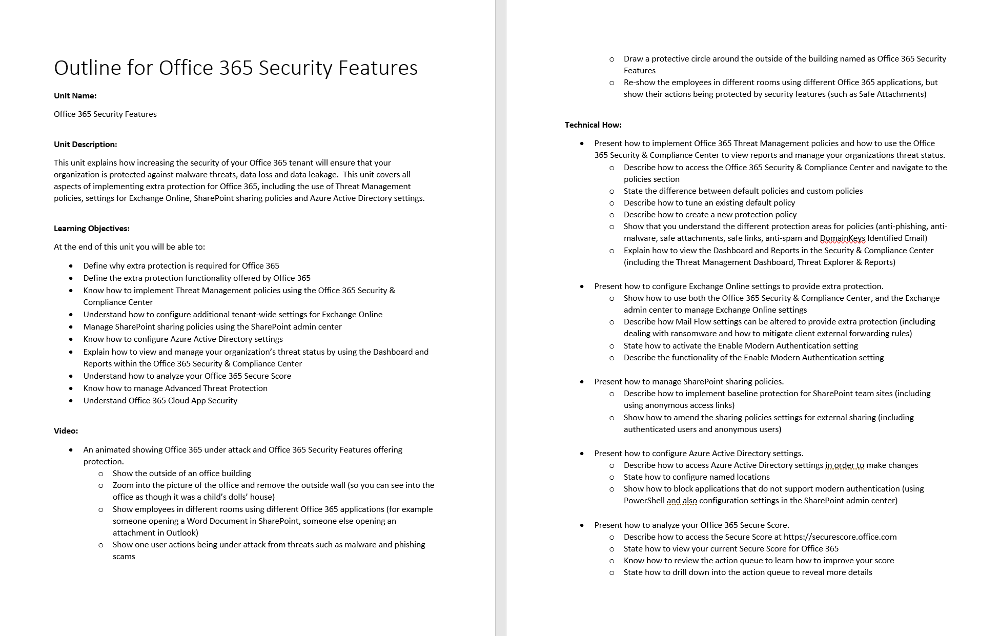 Outline for Office 365 Security Features
Unit Name:
Office 365 Security Features
Unit Description:
This unit explains how increasing the security of your Office 365 tenant will ensure that your
organization is protected against malware threats, data loss and data leakage.  This unit covers all
aspects of implementing extra protection for Office 365, including the use of Threat Management
policies, settings for Exchange Online, SharePoint sharing policies and Azure Active Directory settings.
Learning Objectives:
At the end of this unit you will be able to:
• Define why extra protection is required for Office 365
• Define the extra protection functionality offered by Office 365
• Know how to implement Threat Management policies using the Office 365 Security &
Compliance Center
• Understand how to configure additional tenant-wide settings for Exchange Online
• Manage SharePoint sharing policies using the SharePoint admin center
• Know how to configure Azure Active Directory settings
• Explain how to view and manage your organization’s threat status by using the Dashboard and
Reports within the Office 365 Security & Compliance Center
• Understand how to analyze your Office 365 Secure Score
• Know how to manage Advanced Threat Protection
• Understand Office 365 Cloud App Security
Video:
• An animated showing Office 365 under attack and Office 365 Security Features offering
protection.
o Show the outside of an office building
o Zoom into the picture of the office and remove the outside wall (so you can see into the
office as though it was a child’s dolls’ house)
o Show employees in different rooms using different Office 365 applications (for example
someone opening a Word Document in SharePoint, someone else opening an
attachment in Outlook)
o Show one user actions being under attack from threats such as malware and phishing
scams
o Draw a protective circle around the outside of the building named as Office 365 Security
Features
o Re-show the employees in different rooms using different Office 365 applications, but
show their actions being protected by security features (such as Safe Attachments)
Technical How:
• Present how to implement Office 365 Threat Management policies and how to use the Office
365 Security & Compliance Center to view reports and manage your organizations threat status.
o Describe how to access the Office 365 Security & Compliance Center and navigate to the
policies section
o State the difference between default policies and custom policies
o Describe how to tune an existing default policy
o Describe how to create a new protection policy
o Show that you understand the different protection areas for policies (anti-phishing, anti-
malware, safe attachments, safe links, anti-spam and DomainKeys Identified Email)
o Explain how to view the Dashboard and Reports in the Security & Compliance Center
(including the Threat Management Dashboard, Threat Explorer & Reports)
• Present how to configure Exchange Online settings to provide extra protection.
o Show how to use both the Office 365 Security & Compliance Center, and the Exchange
admin center to manage Exchange Online settings
o Describe how Mail Flow settings can be altered to provide extra protection (including
dealing with ransomware and how to mitigate client external forwarding rules)
o State how to activate the Enable Modern Authentication setting
o Describe the functionality of the Enable Modern Authentication setting
• Present how to manage SharePoint sharing policies.
o Describe how to implement baseline protection for SharePoint team sites (including
using anonymous access links)
o Show how to amend the sharing policies settings for external sharing (including
authenticated users and anonymous users)
• Present how to configure Azure Active Directory settings.
o Describe how to access Azure Active Directory settings in order to make changes
o State how to configure named locations
o Show how to block applications that do not support modern authentication (using
PowerShell and also configuration settings in the SharePoint admin center)
• Present how to analyze your Office 365 Secure Score.
o Describe how to access the Secure Score at https://securescore.office.com
o State how to view your current Secure Score for Office 365
o Know how to review the action queue to learn how to improve your score
o State how to drill down into the action queue to reveal more details